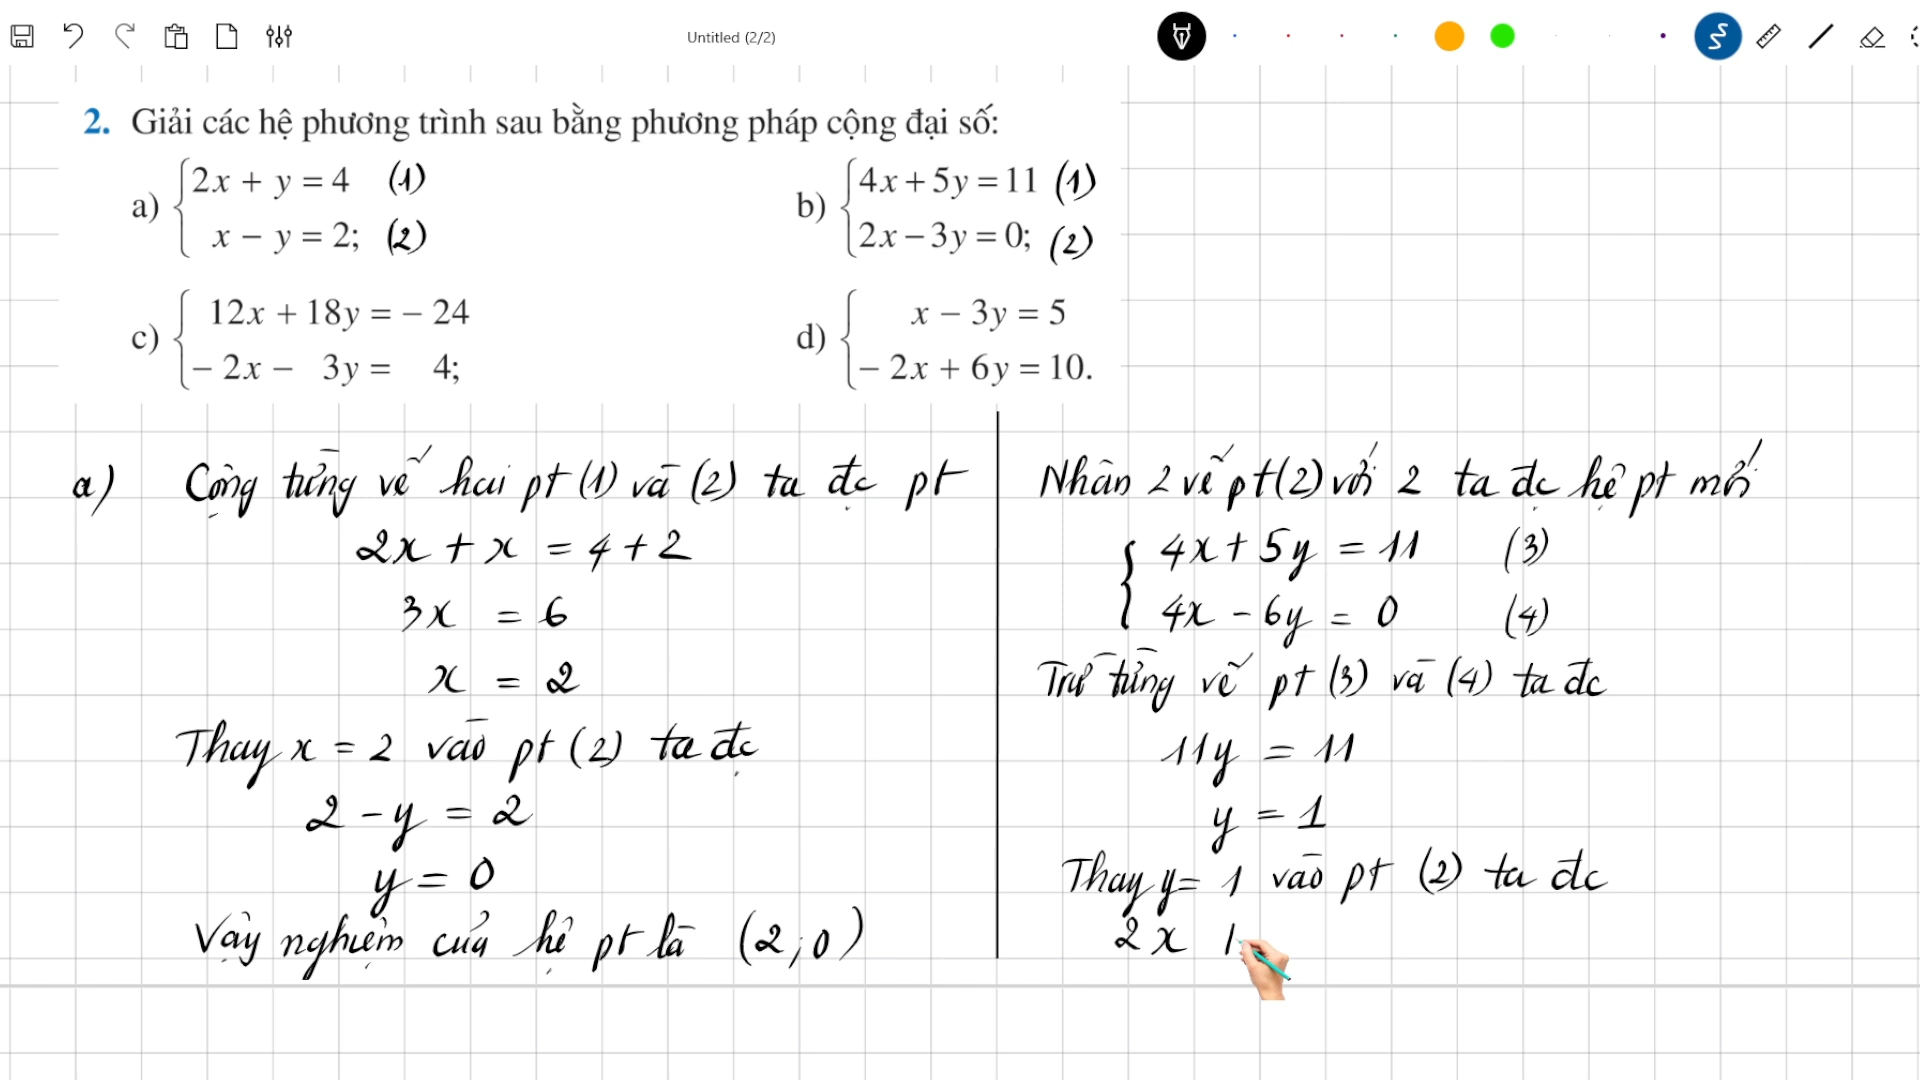 Untitled (2/2)
2. Giải các hệ phương trình sau bằng phương pháp cộng đại số:
a) { 2x + y = 4 (1)
x − y = 2; (2)
b) { 4x + 5y = 11 (1)
2x − 3y = 0; (2)
c) { 12x + 18y = − 24
− 2x − 3y = 4;
d) { x − 3y = 5
− 2x + 6y = 10.
a) Cộng từng vế hai pt (1) và (2) ta đc pt
2x + x = 4 + 2
3x = 6
x = 2
Thay x = 2 vào pt (2) ta đc
2 − y = 2
y = 0
Vậy nghiệm của hệ pt là (2; 0)
Nhân 2 vế pt (2) với 2 ta đc hệ pt mới
{ 4x + 5y = 11 (3)
4x − 6y = 0 (4)
Trừ từng vế pt (3) và (4) ta đc
11y = 11
y = 1
Thay y = 1 vào pt (2) ta đc
2x